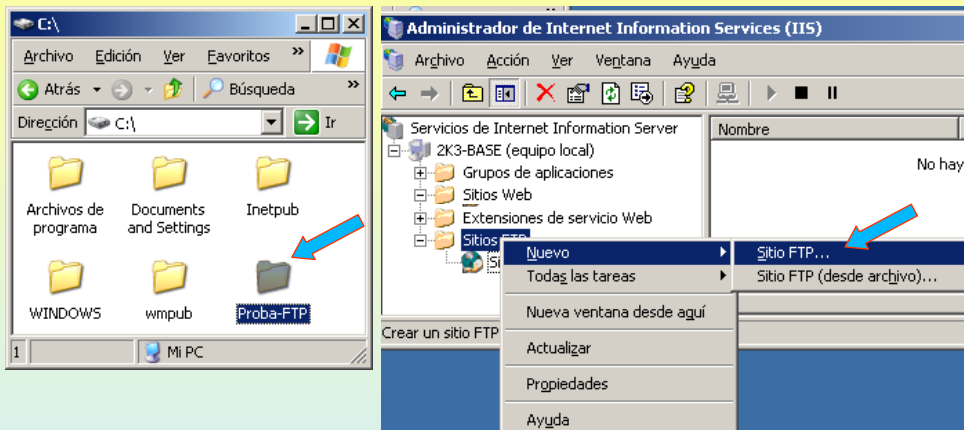 C:\
Archivo Edición Ver Favoritos »
Atrás Búsqueda »
Dirección C:\ Ir
Archivos de programa
Documents and Settings
Inetpub
WINDOWS
wmpub
Proba-FTP
1 Mi PC
Administrador de Internet Information Services (IIS)
Archivo Acción Ver Ventana Ayuda
Servicios de Internet Information Server
2K3-BASE (equipo local)
Grupos de aplicaciones
Sitios Web
Extensiones de servicio Web
Sitios FTP
Nombre
No hay
Nuevo
Todas las tareas
Nueva ventana desde aquí
Actualizar
Propiedades
Ayuda
Sitio FTP...
Sitio FTP (desde archivo)...
Crear un sitio FTP